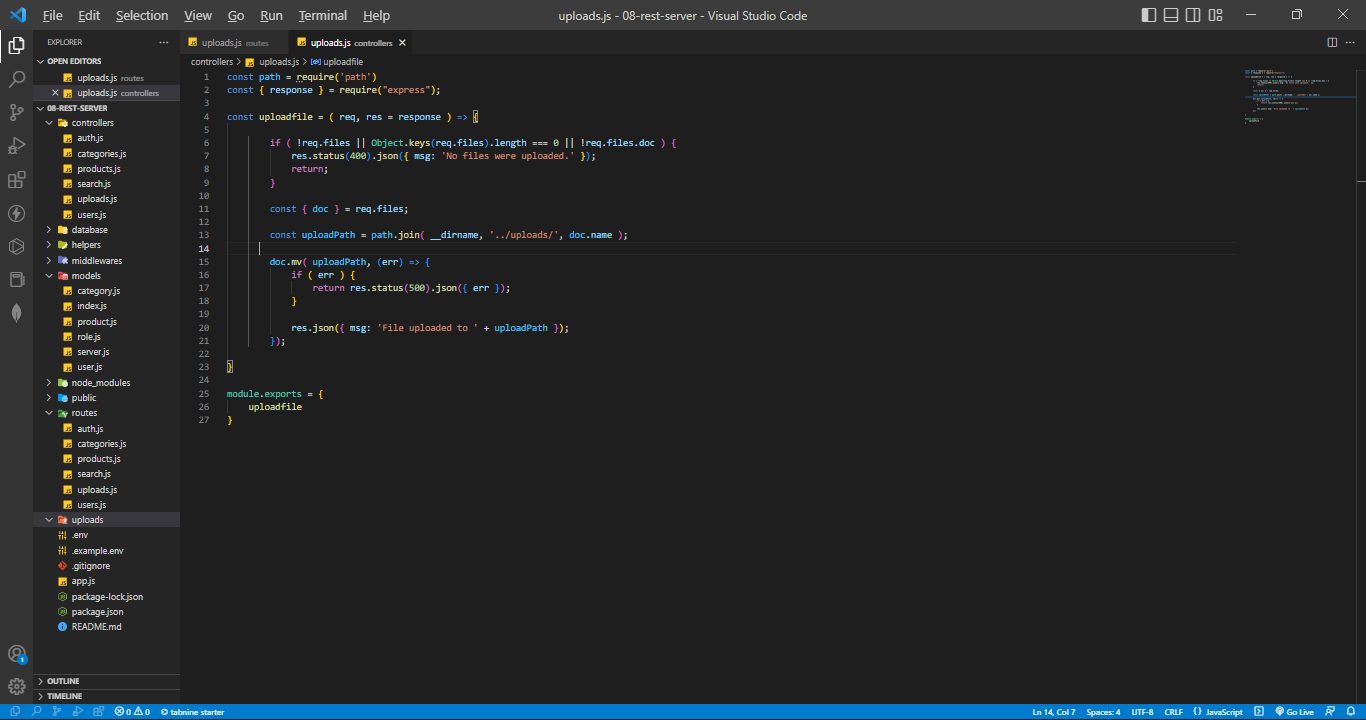 File Edit Selection View Go Run Terminal Help
uploads.js - 08-rest-server - Visual Studio Code
EXPLORER
OPEN EDITORS
uploads.js routes
uploads.js controllers
08-REST-SERVER
controllers
auth.js
categories.js
products.js
search.js
uploads.js
users.js
database
helpers
middlewares
models
category.js
index.js
product.js
role.js
server.js
user.js
node_modules
public
routes
auth.js
categories.js
products.js
search.js
uploads.js
users.js
uploads
.env
.example.env
.gitignore
app.js
package-lock.json
package.json
README.md
OUTLINE
TIMELINE
uploads.js routes
uploads.js controllers
controllers > uploads.js > uploadfile
1 const path = require('path')
2 const { response } = require("express");
3
4 const uploadfile = ( req, res = response ) => {
5
6 if ( !req.files || Object.keys(req.files).length === 0 || !req.files.doc ) {
7 res.status(400).json({ msg: 'No files were uploaded.' });
8 return;
9 }
10
11 const { doc } = req.files;
12
13 const uploadPath = path.join( __dirname, '../uploads/', doc.name );
14
15 doc.mv( uploadPath, (err) => {
16 if ( err ) {
17 return res.status(500).json({ err });
18 }
19
20 res.json({ msg: 'File uploaded to ' + uploadPath });
21 });
22
23 }
24
25 module.exports = {
26 uploadfile
27 }
1
0 0 tabnine starter
Ln 14, Col 7 Spaces: 4 UTF-8 CRLF {} JavaScript Go Live